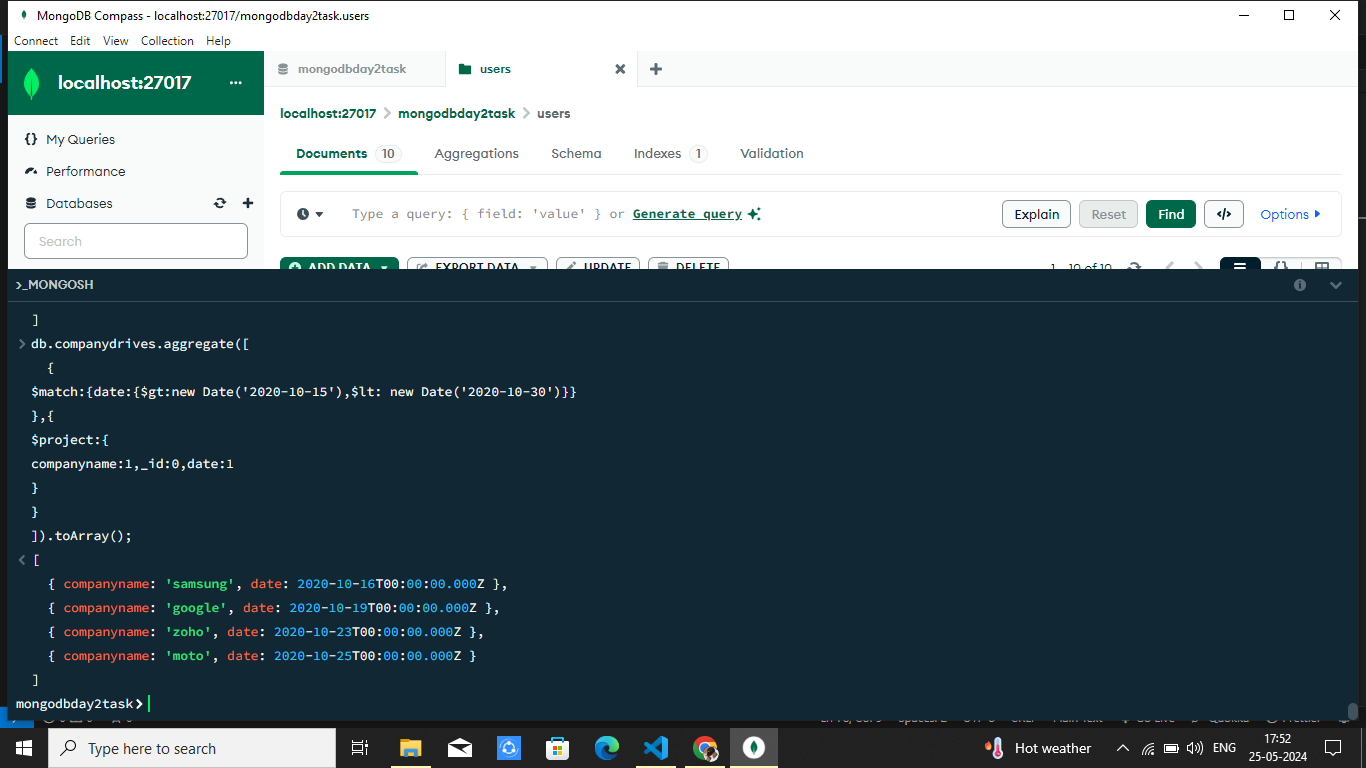 MongoDB Compass - localhost:27017/mongodbday2task.users
Connect Edit View Collection Help
localhost:27017 ...
mongodbday2task
users
{} My Queries
Performance
Databases
Search
localhost:27017 > mongodbday2task > users
Documents 10 Aggregations Schema Indexes 1 Validation
Type a query: { field: 'value' } or Generate query
Explain Reset Find </> Options
ADD DATA EXPORT DATA UPDATE DELETE 1 - 10 of 10 {}
>_MONGOSH
]
> db.companydrives.aggregate([
{
$match:{date:{$gt:new Date('2020-10-15'),$lt: new Date('2020-10-30')}}
},{
$project:{
companyname:1,_id:0,date:1
}
}
]).toArray();
< [
{ companyname: 'samsung', date: 2020-10-16T00:00:00.000Z },
{ companyname: 'google', date: 2020-10-19T00:00:00.000Z },
{ companyname: 'zoho', date: 2020-10-23T00:00:00.000Z },
{ companyname: 'moto', date: 2020-10-25T00:00:00.000Z }
]
mongodbday2task>
Type here to search
Hot weather
ENG
17:52
25-05-2024